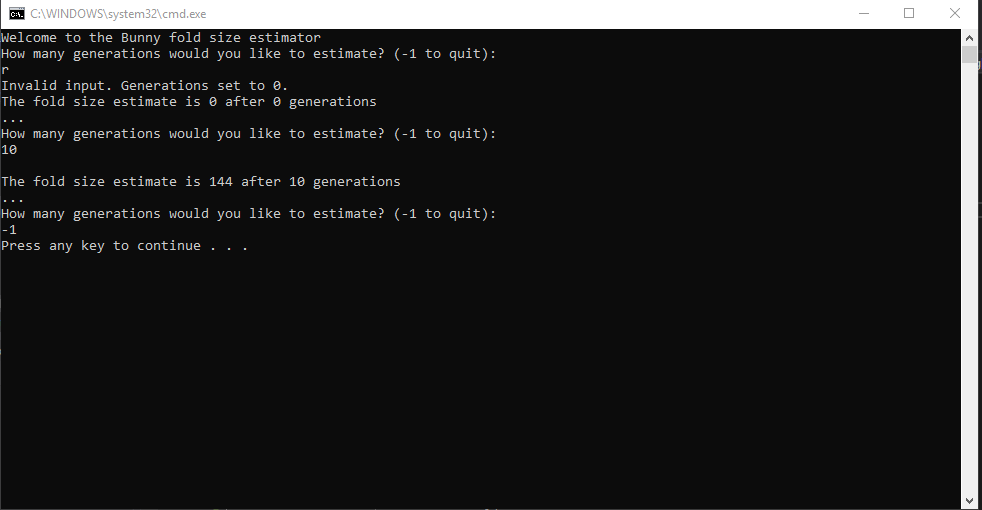 C:\WINDOWS\system32\cmd.exe
Welcome to the Bunny fold size estimator
How many generations would you like to estimate? (-1 to quit):
r
Invalid input. Generations set to 0.
The fold size estimate is 0 after 0 generations
...
How many generations would you like to estimate? (-1 to quit):
10
The fold size estimate is 144 after 10 generations
...
How many generations would you like to estimate? (-1 to quit):
-1
Press any key to continue . . .